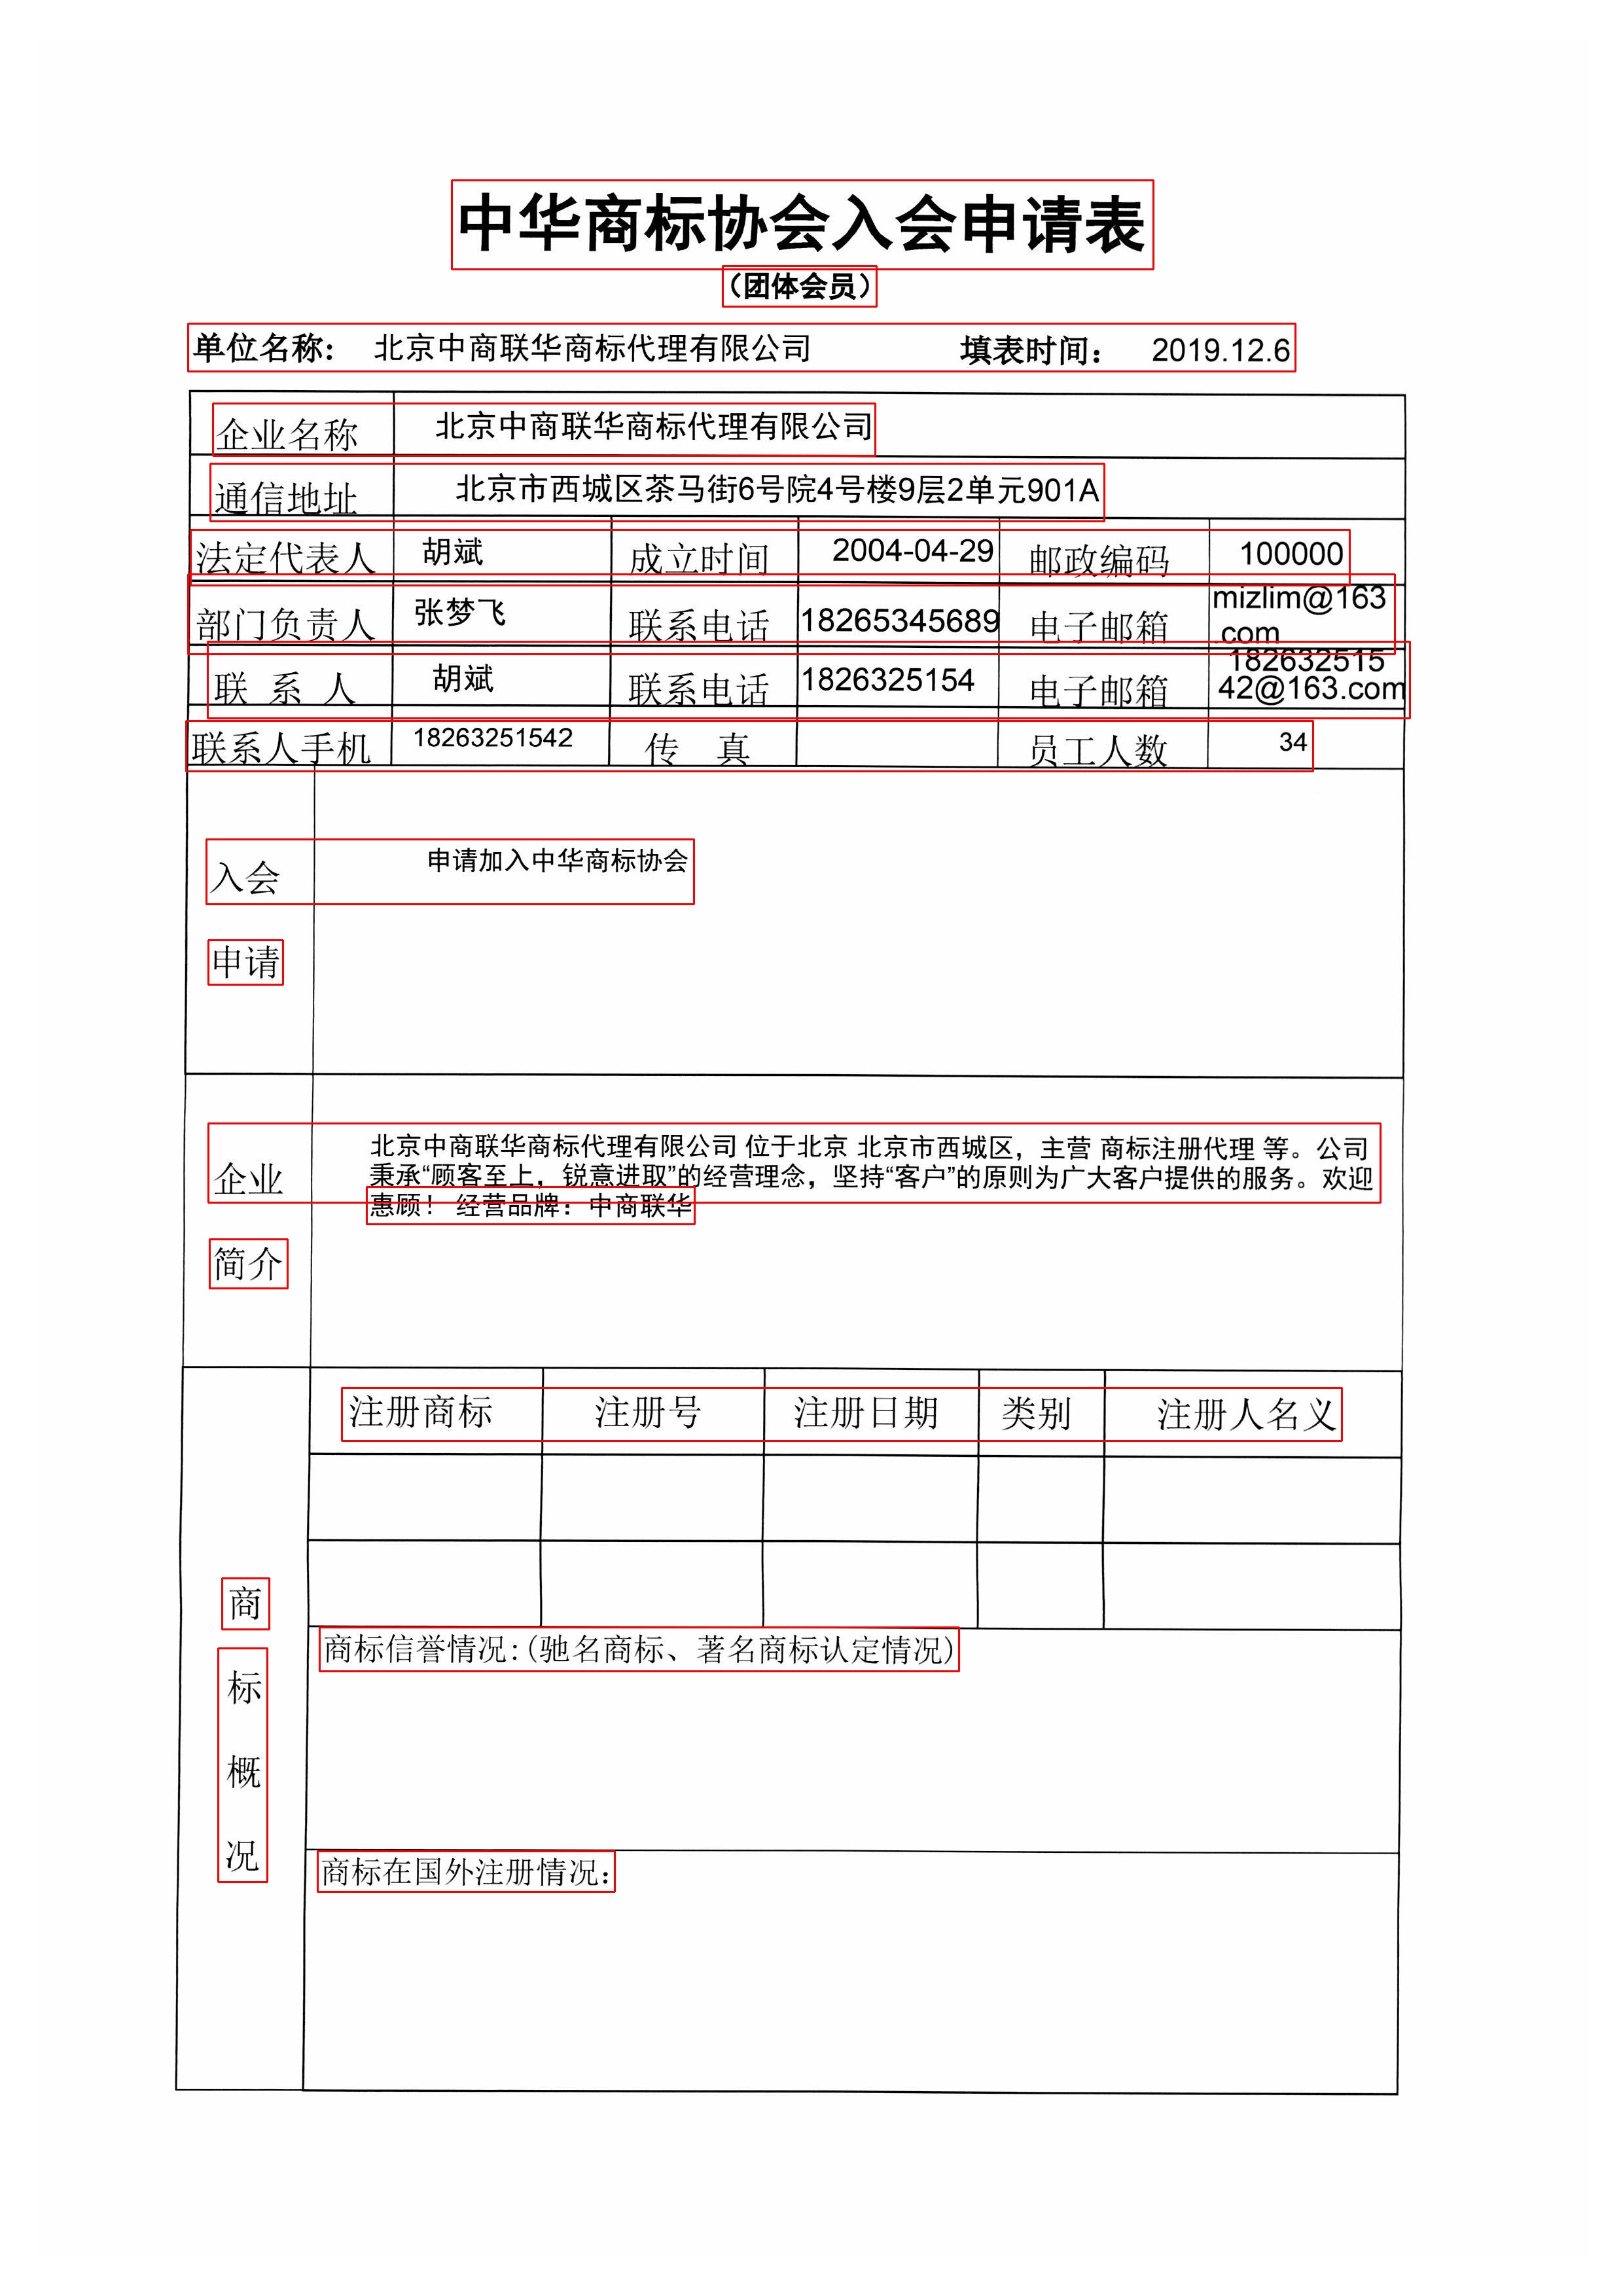 中华商标协会入会申请表
（团体会员）
单位名称: 北京中商联华商标代理有限公司 填表时间： 2019.12.6
企业名称 北京中商联华商标代理有限公司
通信地址 北京市西城区茶马街6号院4号楼9层2单元901A
法定代表人 胡斌 成立时间 2004-04-29 邮政编码 100000
部门负责人 张梦飞 联系电话 18265345689 电子邮箱 mizlim@163
.com
联 系 人 胡斌 联系电话 1826325154 电子邮箱 182632515
42@163.com
联系人手机 18263251542 传 真 员工人数 34
入会 申请加入中华商标协会
申请
企业 北京中商联华商标代理有限公司 位于北京 北京市西城区，主营 商标注册代理 等。公司
秉承“顾客至上，锐意进取”的经营理念，坚持“客户”的原则为广大客户提供的服务。欢迎
惠顾！ 经营品牌：中商联华
简介
注册商标 注册号 注册日期 类别 注册人名义
商
标
概
况
商标信誉情况:(驰名商标、著名商标认定情况)
商标在国外注册情况：